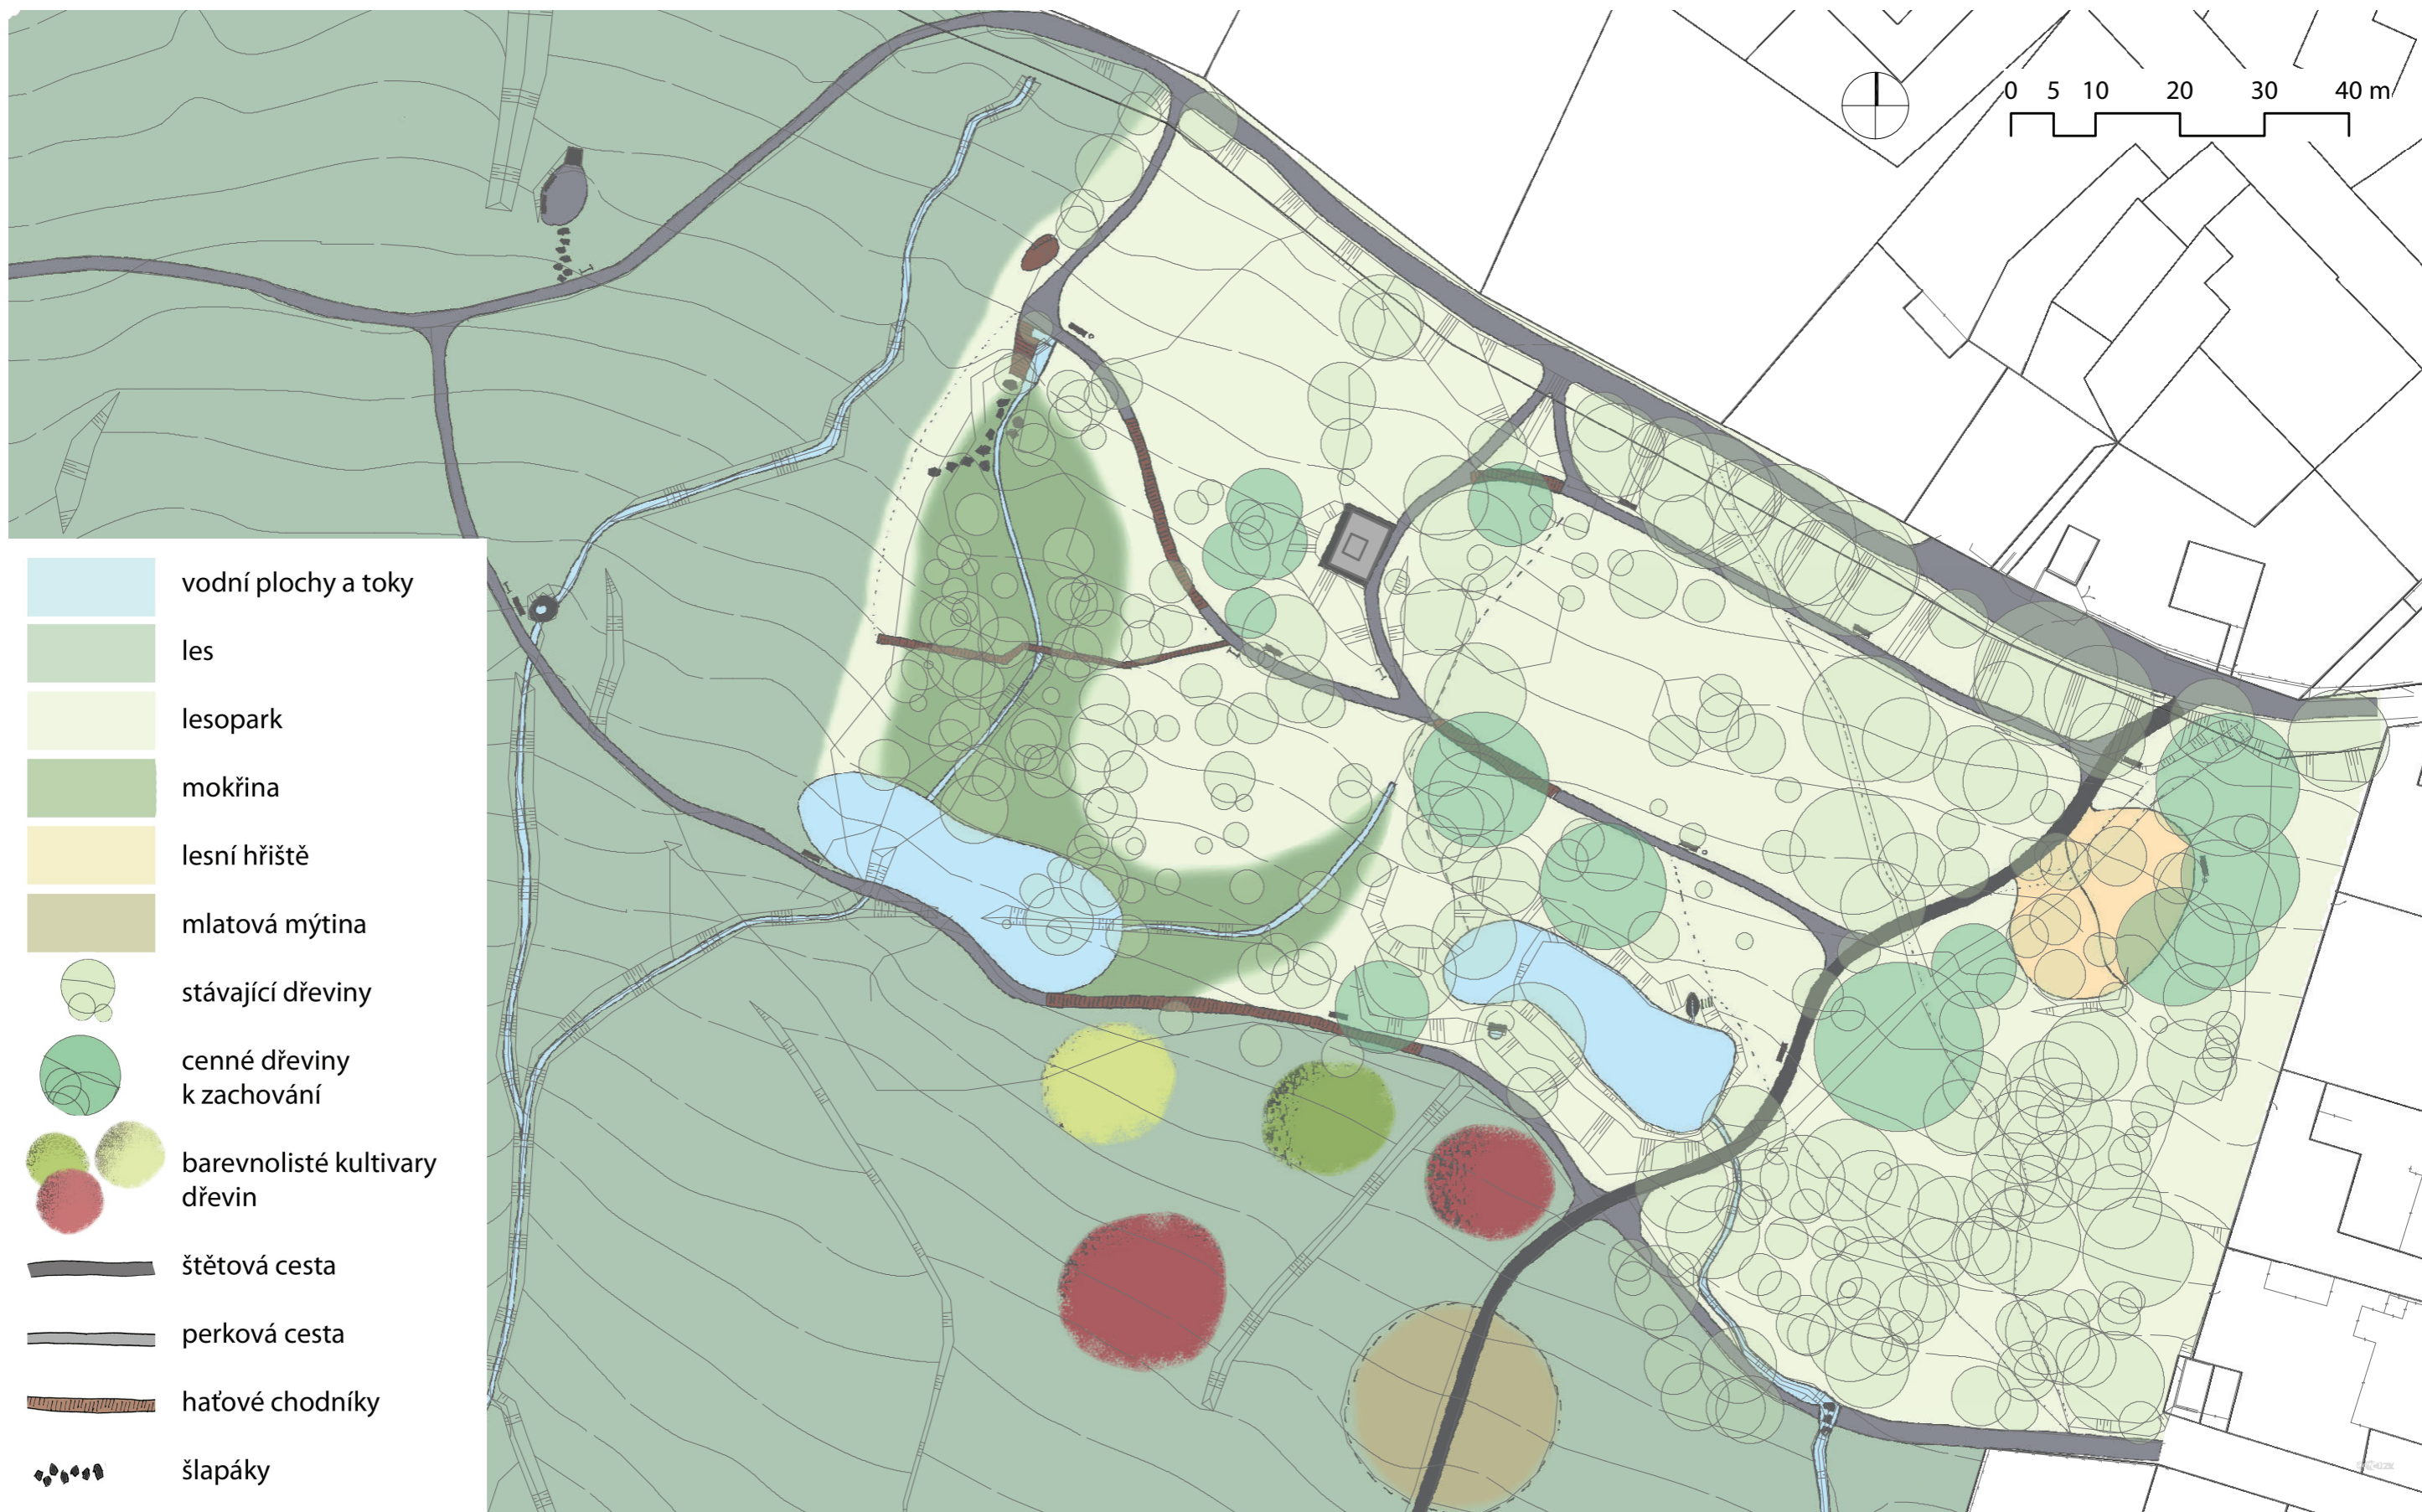 0 5 10 20 30 40 m
vodní plochy a toky
les
lesopark
mokřina
lesní hřiště
mlatová mýtina
stávající dřeviny
cenné dřeviny
k zachování
barevnolisté kultivary
dřevin
štětová cesta
perková cesta
haťové chodníky
šlapáky